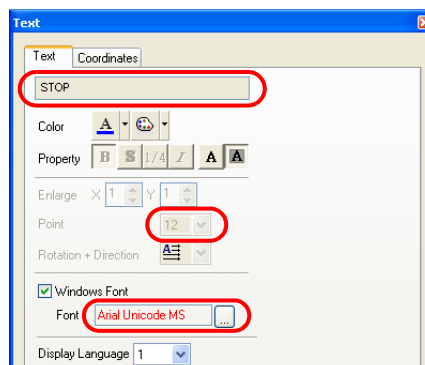 Text
Text Coordinates
STOP
Color A
Property B S 1/4 I A A
Enlarge X 1 Y 1
Point 12
Rotation + Direction A
Windows Font
Font Arial Unicode MS ...
Display Language 1